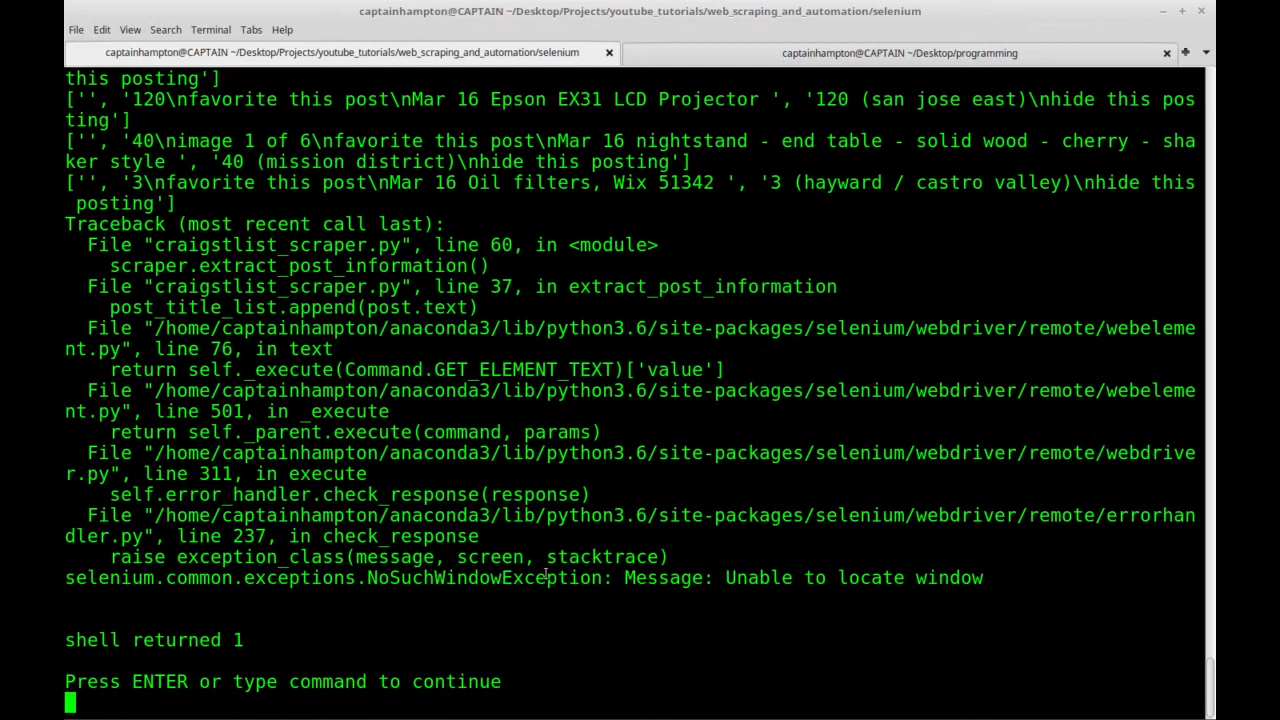 captainhampton@CAPTAIN ~/Desktop/Projects/youtube_tutorials/web_scraping_and_automation/selenium
File Edit View Search Terminal Tabs Help
captainhampton@CAPTAIN ~/Desktop/Projects/youtube_tutorials/web_scraping_and_automation/selenium captainhampton@CAPTAIN ~/Desktop/programming
this posting']
['', '120\nfavorite this post\nMar 16 Epson EX31 LCD Projector ', '120 (san jose east)\nhide this pos
ting']
['', '40\nimage 1 of 6\nfavorite this post\nMar 16 nightstand - end table - solid wood - cherry - sha
ker style ', '40 (mission district)\nhide this posting']
['', '3\nfavorite this post\nMar 16 Oil filters, Wix 51342 ', '3 (hayward / castro valley)\nhide this
 posting']
Traceback (most recent call last):
  File "craigstlist_scraper.py", line 60, in <module>
    scraper.extract_post_information()
  File "craigstlist_scraper.py", line 37, in extract_post_information
    post_title_list.append(post.text)
  File "/home/captainhampton/anaconda3/lib/python3.6/site-packages/selenium/webdriver/remote/webeleme
nt.py", line 76, in text
    return self._execute(Command.GET_ELEMENT_TEXT)['value']
  File "/home/captainhampton/anaconda3/lib/python3.6/site-packages/selenium/webdriver/remote/webeleme
nt.py", line 501, in _execute
    return self._parent.execute(command, params)
  File "/home/captainhampton/anaconda3/lib/python3.6/site-packages/selenium/webdriver/remote/webdrive
r.py", line 311, in execute
    self.error_handler.check_response(response)
  File "/home/captainhampton/anaconda3/lib/python3.6/site-packages/selenium/webdriver/remote/errorhan
dler.py", line 237, in check_response
    raise exception_class(message, screen, stacktrace)
selenium.common.exceptions.NoSuchWindowException: Message: Unable to locate window
shell returned 1
Press ENTER or type command to continue